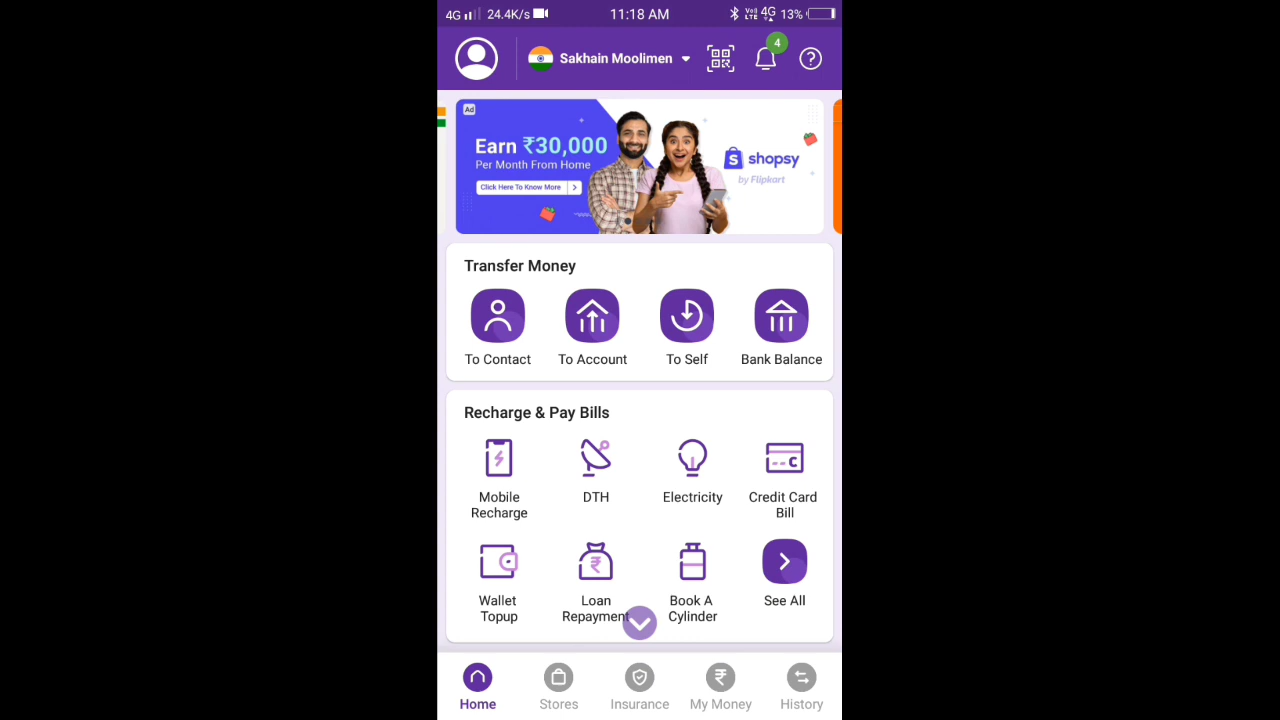 4G 24.4K/s 11:18 AM VoLTE 4G 13%
Sakhain Moolimen
4
?
Ad
Earn ₹30,000
Per Month From Home
Click Here To Know More
S shopsy
by Flipkart
Transfer Money
To Contact To Account To Self Bank Balance
Recharge & Pay Bills
Mobile DTH Electricity Credit Card
Recharge Bill
Wallet Loan Book A See All
Topup Repayment Cylinder
Home Stores Insurance My Money History